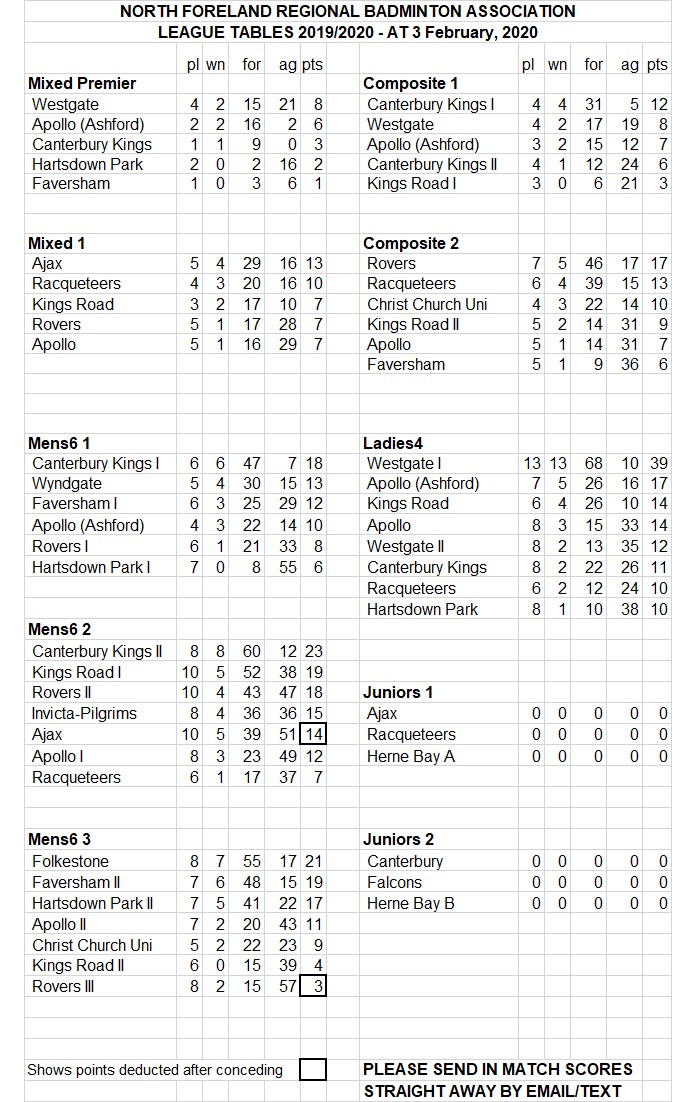 NORTH FORELAND REGIONAL BADMINTON ASSOCIATION
LEAGUE TABLES 2019/2020 - AT 3 February, 2020
pl wn for ag pts
Mixed Premier
Westgate 4 2 15 21 8
Apollo (Ashford) 2 2 16 2 6
Canterbury Kings 1 1 9 0 3
Hartsdown Park 2 0 2 16 2
Faversham 1 0 3 6 1
pl wn for ag pts
Composite 1
Canterbury Kings I 4 4 31 5 12
Westgate 4 2 17 19 8
Apollo (Ashford) 3 2 15 12 7
Canterbury Kings II 4 1 12 24 6
Kings Road I 3 0 6 21 3
Mixed 1
Ajax 5 4 29 16 13
Racqueteers 4 3 20 16 10
Kings Road 3 2 17 10 7
Rovers 5 1 17 28 7
Apollo 5 1 16 29 7
Composite 2
Rovers 7 5 46 17 17
Racqueteers 6 4 39 15 13
Christ Church Uni 4 3 22 14 10
Kings Road II 5 2 14 31 9
Apollo 5 1 14 31 7
Faversham 5 1 9 36 6
Mens6 1
Canterbury Kings I 6 6 47 7 18
Wyndgate 5 4 30 15 13
Faversham I 6 3 25 29 12
Apollo (Ashford) 4 3 22 14 10
Rovers I 6 1 21 33 8
Hartsdown Park I 7 0 8 55 6
Ladies4
Westgate I 13 13 68 10 39
Apollo (Ashford) 7 5 26 16 17
Kings Road 6 4 26 10 14
Apollo 8 3 15 33 14
Westgate II 8 2 13 35 12
Canterbury Kings 8 2 22 26 11
Racqueteers 6 2 12 24 10
Hartsdown Park 8 1 10 38 10
Mens6 2
Canterbury Kings II 8 8 60 12 23
Kings Road I 10 5 52 38 19
Rovers II 10 4 43 47 18
Invicta-Pilgrims 8 4 36 36 15
Ajax 10 5 39 51 14
Apollo I 8 3 23 49 12
Racqueteers 6 1 17 37 7
Juniors 1
Ajax 0 0 0 0 0
Racqueteers 0 0 0 0 0
Herne Bay A 0 0 0 0 0
Mens6 3
Folkestone 8 7 55 17 21
Faversham II 7 6 48 15 19
Hartsdown Park II 7 5 41 22 17
Apollo II 7 2 20 43 11
Christ Church Uni 5 2 22 23 9
Kings Road II 6 0 15 39 4
Rovers III 8 2 15 57 3
Juniors 2
Canterbury 0 0 0 0 0
Falcons 0 0 0 0 0
Herne Bay B 0 0 0 0 0
Shows points deducted after conceding
PLEASE SEND IN MATCH SCORES
STRAIGHT AWAY BY EMAIL/TEXT